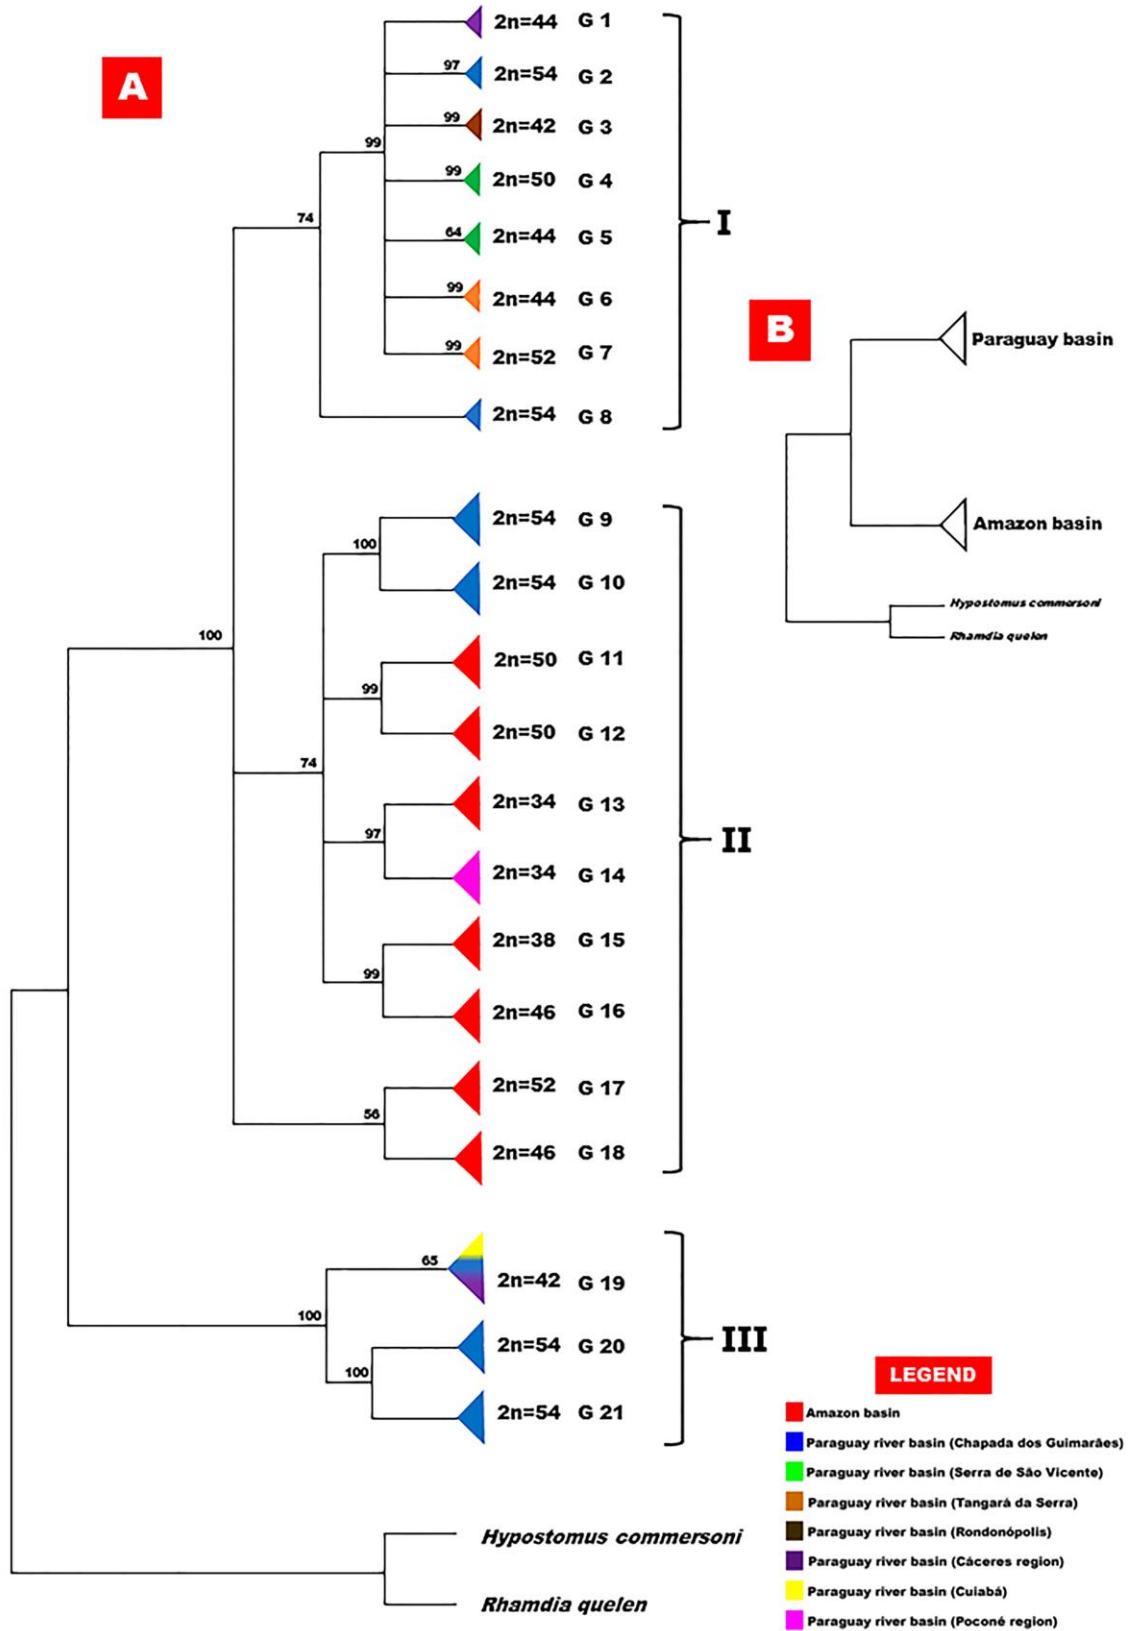 A
2n=44 G 1
97 2n=54 G 2
99 2n=42 G 3
99
99 2n=50 G 4
74
64 2n=44 G 5
99 2n=44 G 6
99 2n=52 G 7
2n=54 G 8
I
2n=54 G 9
100
2n=54 G 10
100
2n=50 G 11
99
2n=50 G 12
74
2n=34 G 13
97
2n=34 G 14
2n=38 G 15
99
2n=46 G 16
2n=52 G 17
56
2n=46 G 18
II
65
2n=42 G 19
100
2n=54 G 20
100
2n=54 G 21
III
Hypostomus commersoni
Rhamdia quelen
B
Paraguay basin
Amazon basin
Hypostomus commersoni
Rhamdia quelen
LEGEND
Amazon basin
Paraguay river basin (Chapada dos Guimarães)
Paraguay river basin (Serra de São Vicente)
Paraguay river basin (Tangará da Serra)
Paraguay river basin (Rondonópolis)
Paraguay river basin (Cáceres region)
Paraguay river basin (Cuiabá)
Paraguay river basin (Poconé region)